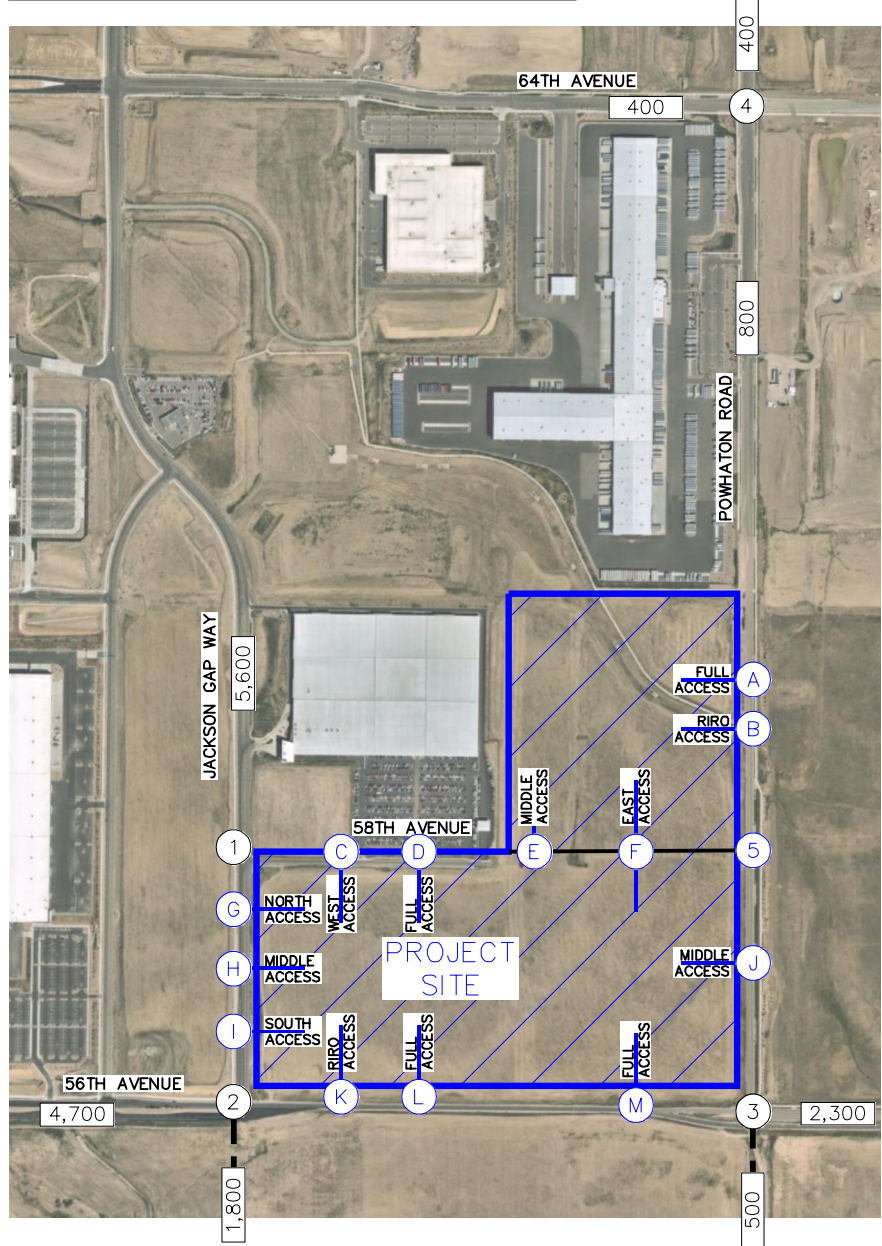 400
64TH AVENUE
400
4
800
POWHATON ROAD
JACKSON GAP WAY
5,600
FULL
ACCESS
A
RIRO
ACCESS
B
MIDDLE
ACCESS
EAST
ACCESS
58TH AVENUE
1
C
D
E
F
5
WEST
ACCESS
FULL
ACCESS
G
NORTH
ACCESS
PROJECT
SITE
H
MIDDLE
ACCESS
MIDDLE
ACCESS
J
I
SOUTH
ACCESS
RIRO
ACCESS
FULL
ACCESS
FULL
ACCESS
56TH AVENUE
4,700
2
K
L
M
3
2,300
1,800
500